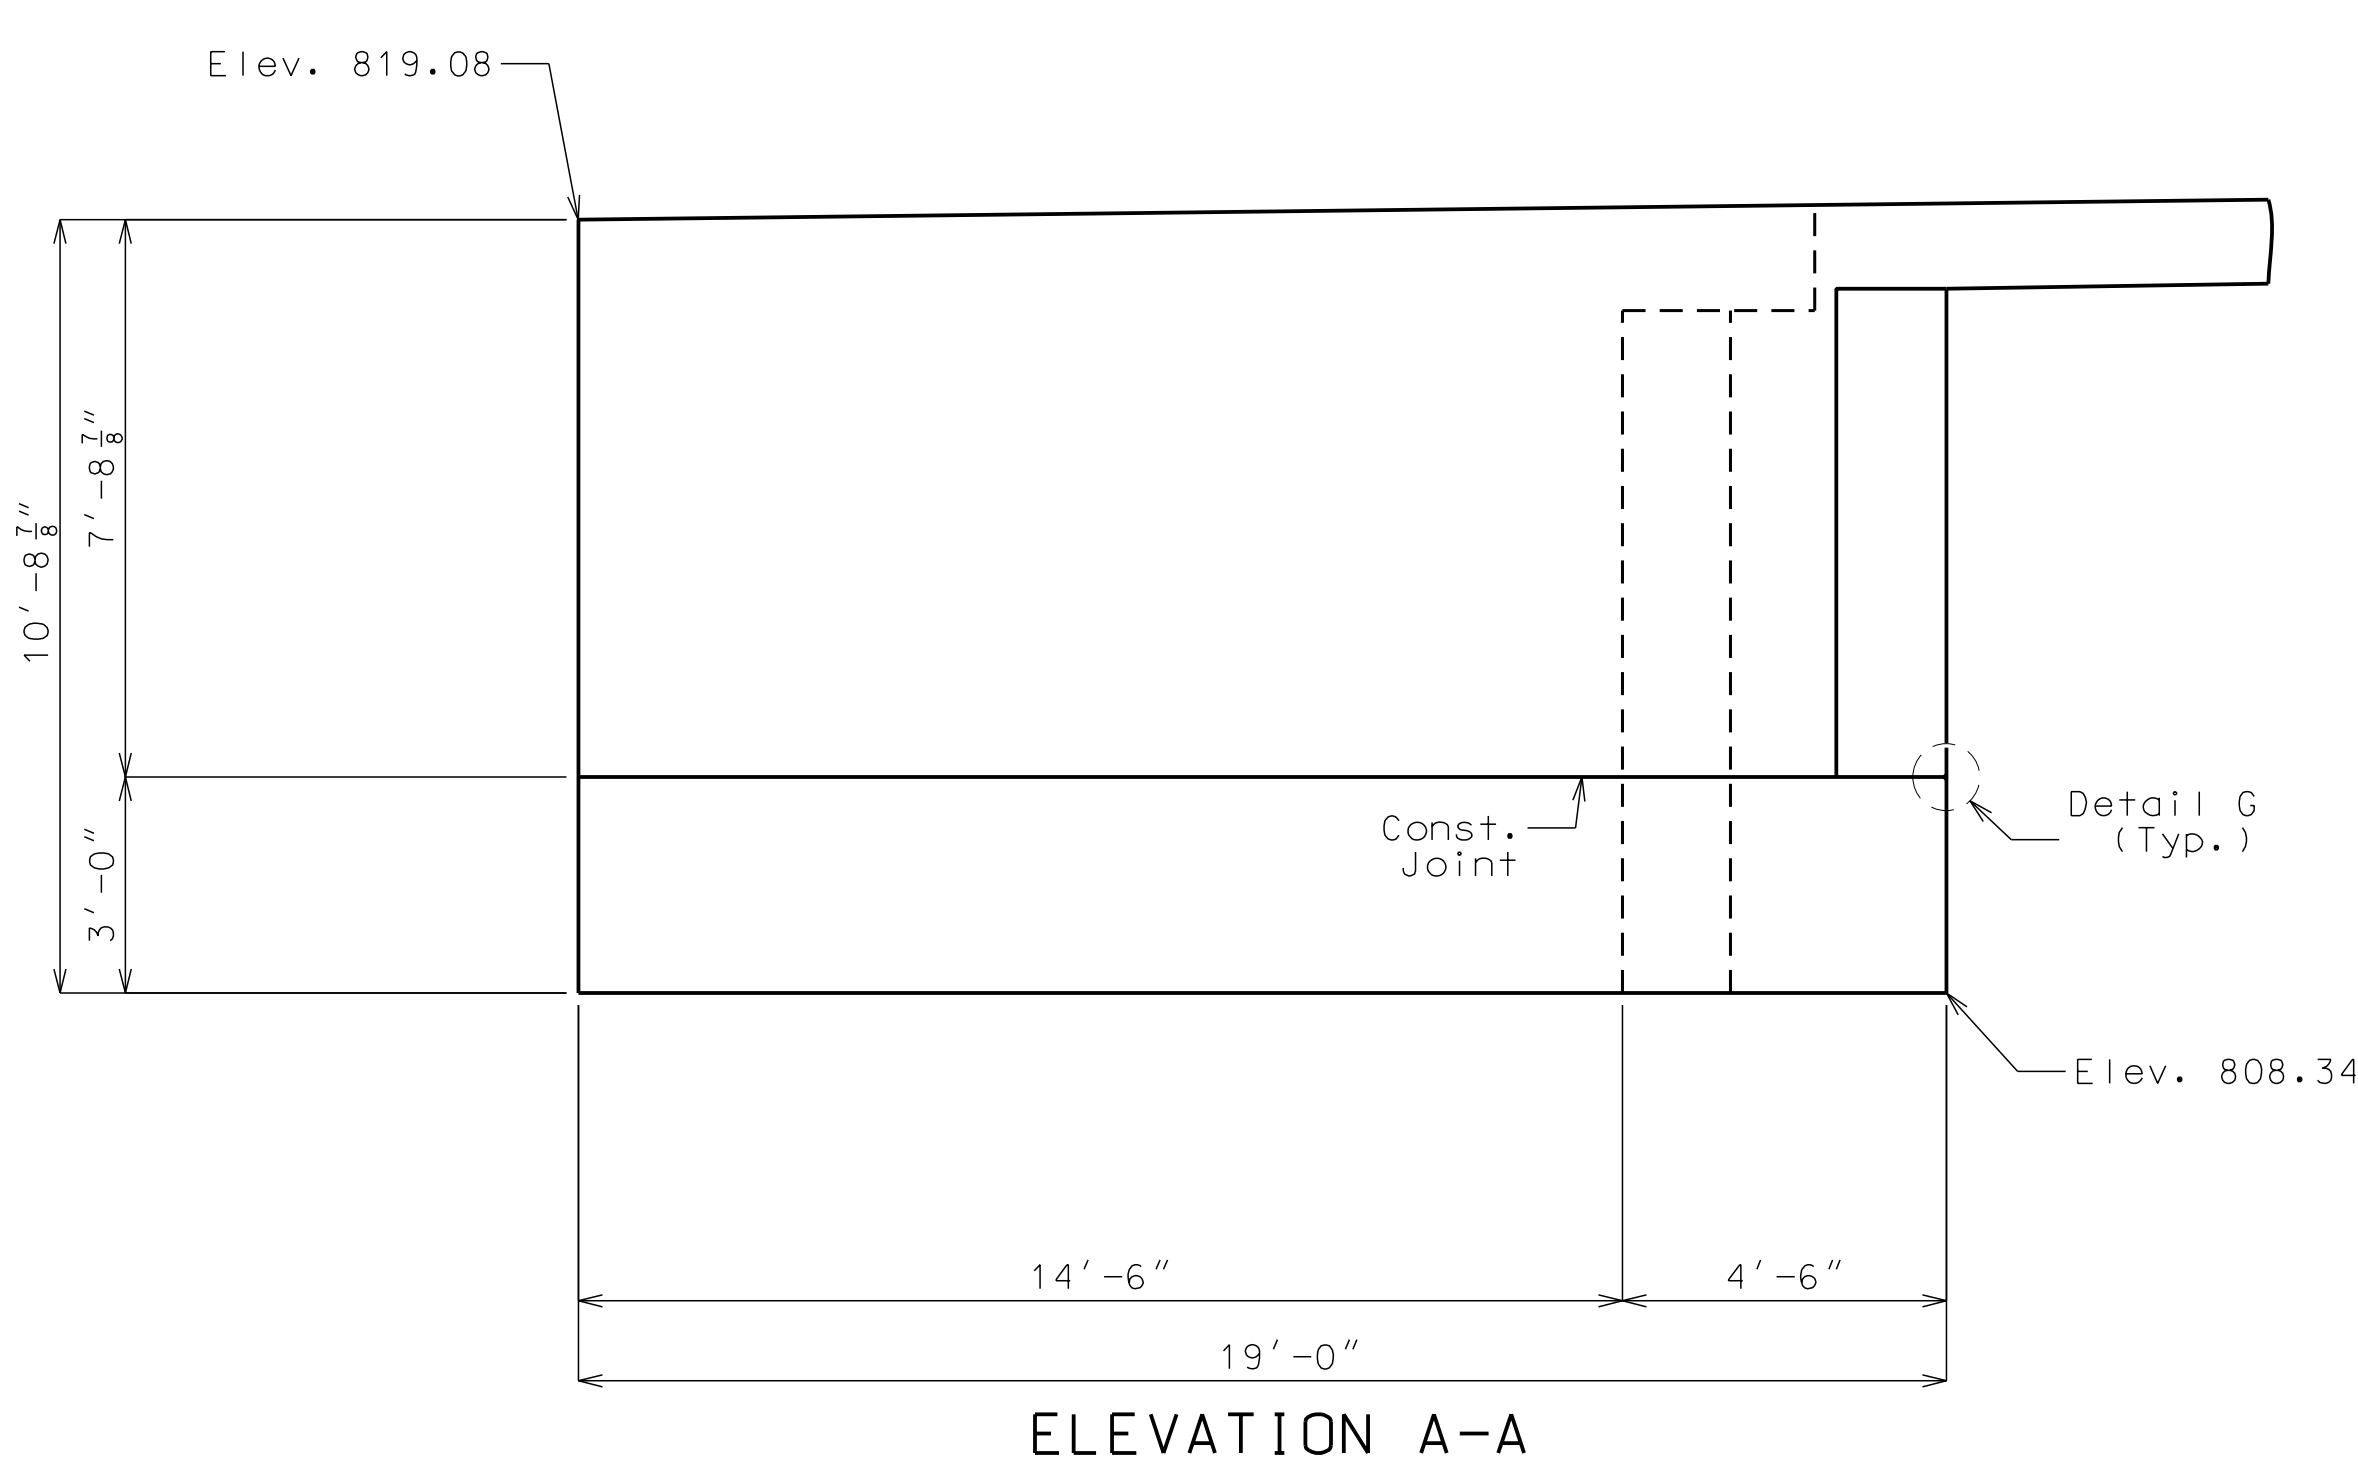 Elev. 819.08
10'-8 7/8"
7'-8 7/8"
3'-0"
Const.
Joint
Detail G
(Typ.)
Elev. 808.34
14'-6"
4'-6"
19'-0"
ELEVATION A-A